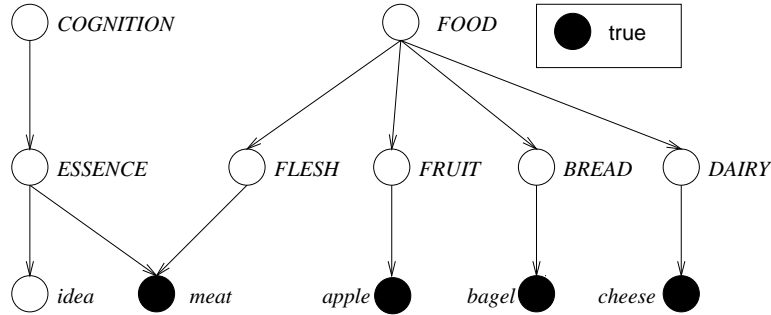 COGNITION FOOD true
ESSENCE FLESH FRUIT BREAD DAIRY
idea meat apple bagel cheese